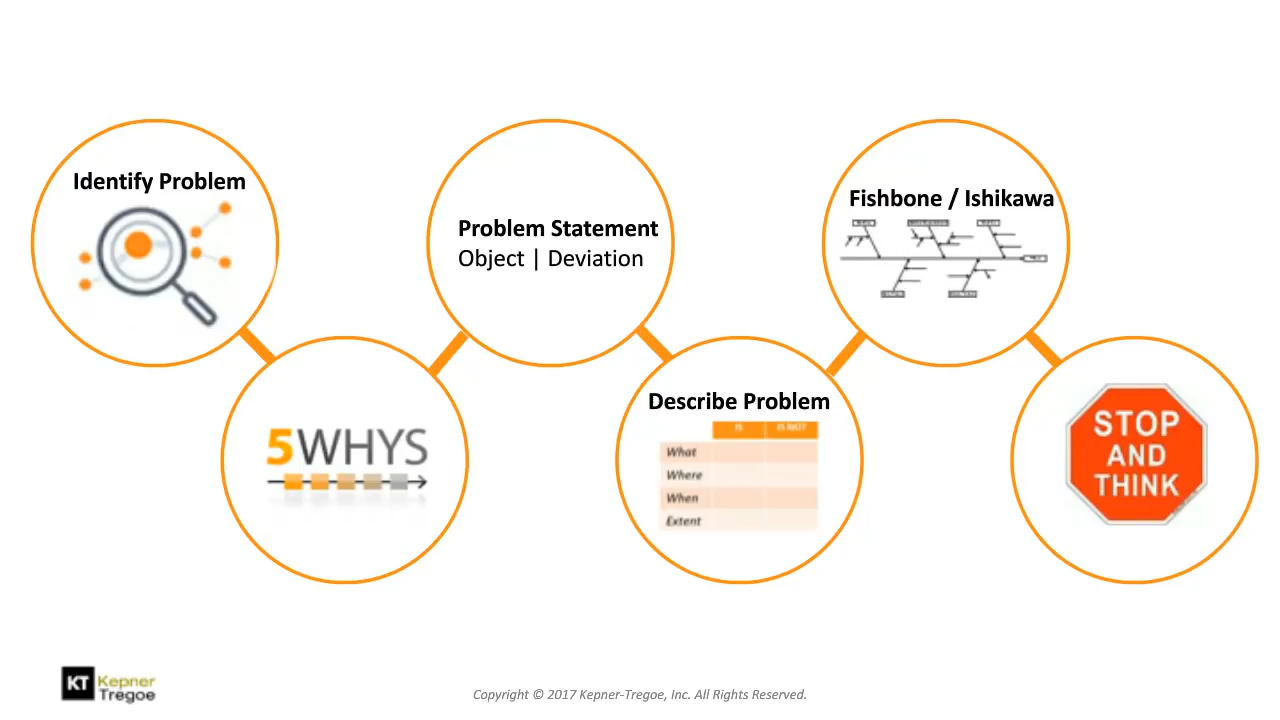 Identify Problem
5WHYS
Problem Statement
Object | Deviation
Describe Problem
IS IS NOT
What
Where
When
Extent
Fishbone / Ishikawa
STOP
AND
THINK
KT Kepner
Tregoe
Copyright © 2017 Kepner-Tregoe, Inc. All Rights Reserved.